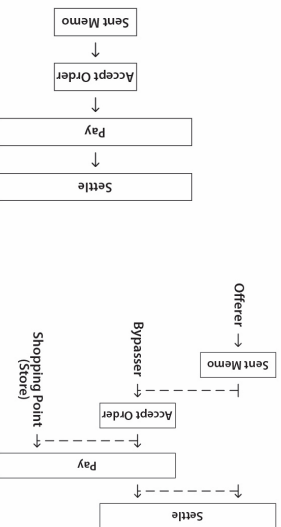 Sent Memo
Accept Order
Pay
Settle
Offerer
Sent Memo
Bypasser
Accept Order
Shopping Point
(Store)
Pay
Settle